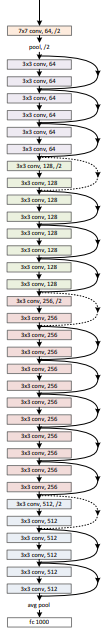 7x7 conv, 64, /2
pool, /2
3x3 conv, 64
3x3 conv, 64
3x3 conv, 64
3x3 conv, 64
3x3 conv, 64
3x3 conv, 64
3x3 conv, 128, /2
3x3 conv, 128
3x3 conv, 128
3x3 conv, 128
3x3 conv, 128
3x3 conv, 128
3x3 conv, 128
3x3 conv, 128
3x3 conv, 256, /2
3x3 conv, 256
3x3 conv, 256
3x3 conv, 256
3x3 conv, 256
3x3 conv, 256
3x3 conv, 256
3x3 conv, 256
3x3 conv, 256
3x3 conv, 256
3x3 conv, 256
3x3 conv, 256
3x3 conv, 512, /2
3x3 conv, 512
3x3 conv, 512
3x3 conv, 512
3x3 conv, 512
3x3 conv, 512
avg pool
fc 1000